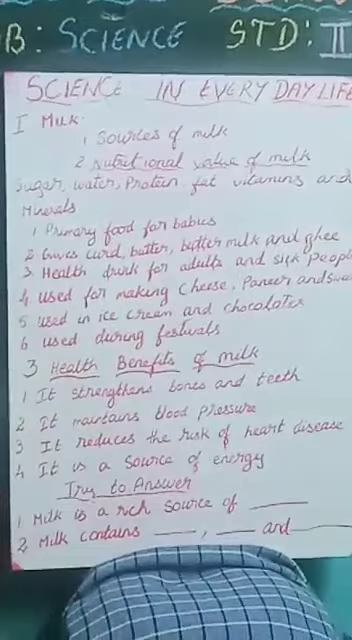 B: SCIENCE STD: II
SCIENCE IN EVERY DAY LIFE
I Milk
1 Sources of milk
2 Nutritional value of milk
Sugar, water, Protein, fat vitamins and
Minerals
1 Primary food for babies
2 Gives curd, butter, butter milk and ghee
3 Health drink for adults and sick People
4 used for making cheese, Paneer and
5 used in ice cream and chocolates
6 used during festivals
3 Health Benefits of milk
1 It strengthens bones and teeth
2 It maintains blood pressure
3 It reduces the risk of heart disease
4 It is a source of energy
Try to Answer
1 Milk is a rich source of ______
2 Milk contains ____, ____ and ____